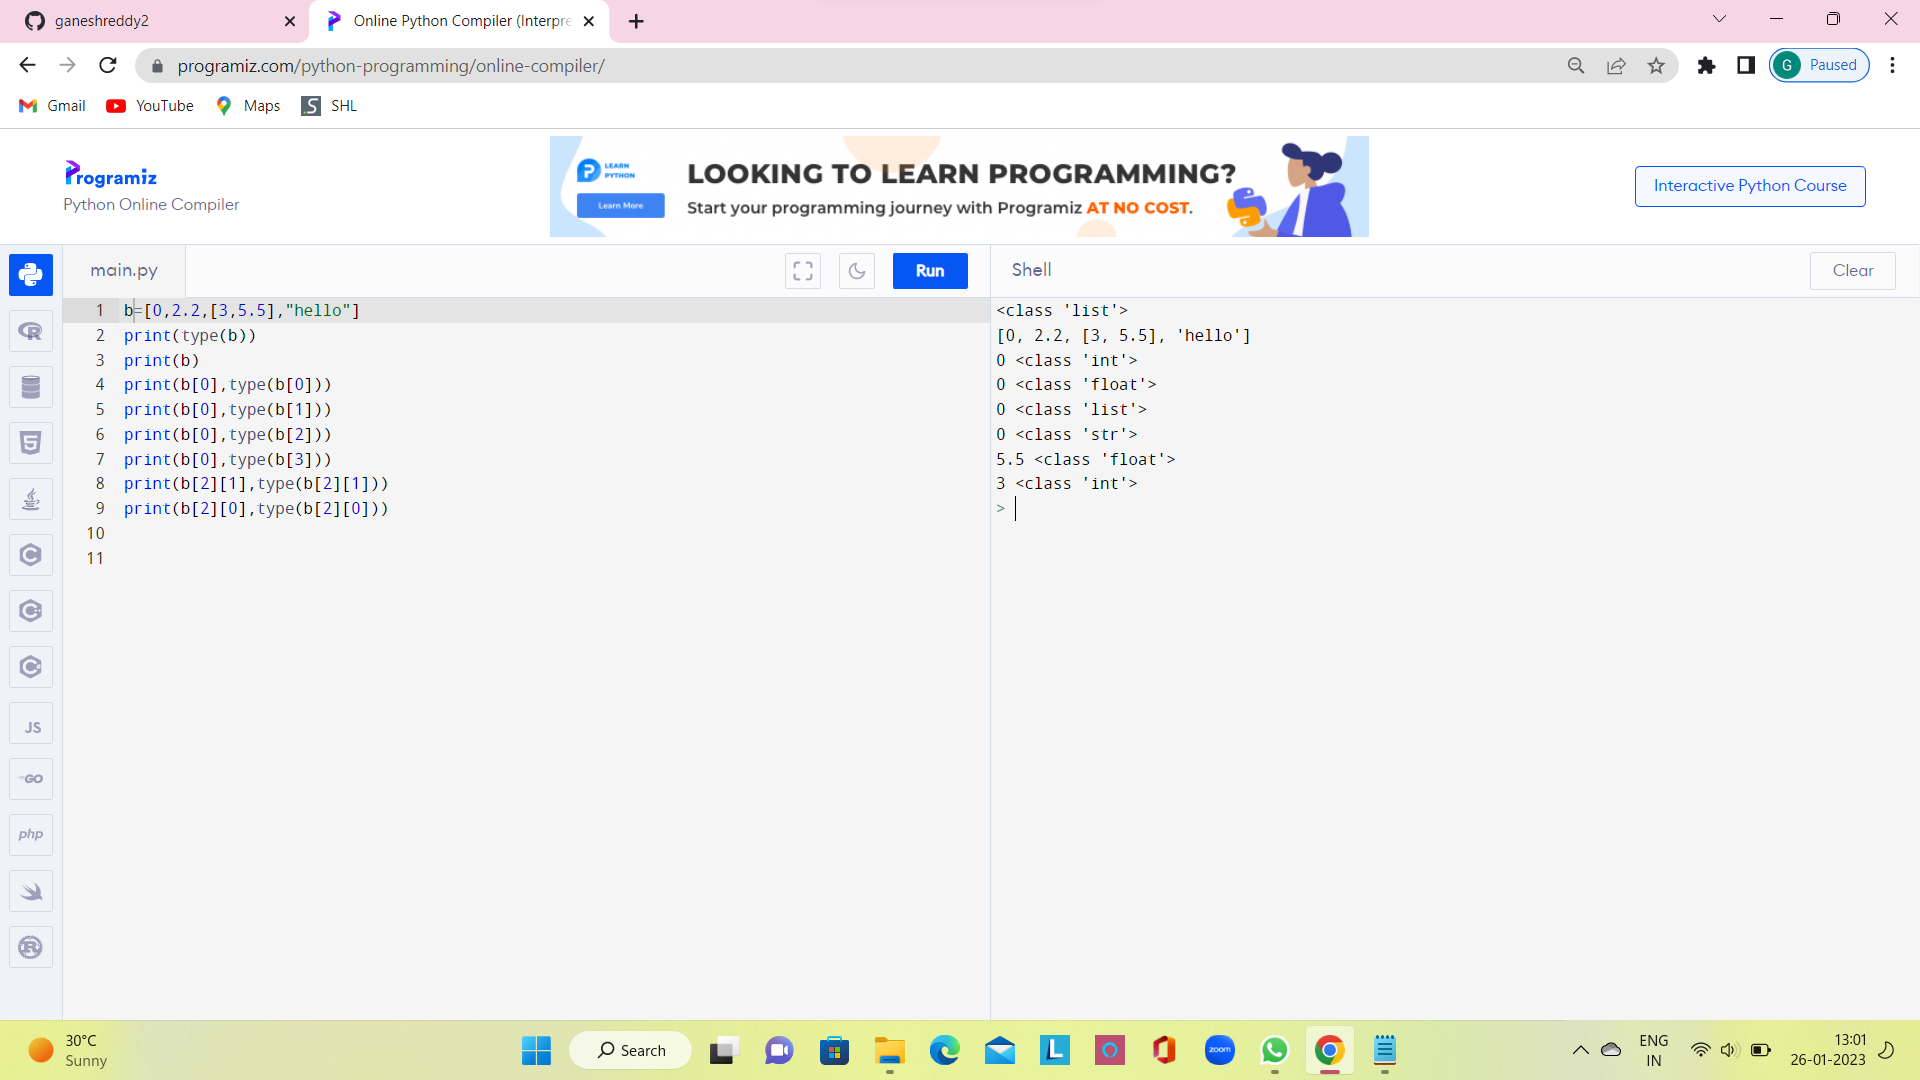 ganeshreddy2
Online Python Compiler (Interpre
programiz.com/python-programming/online-compiler/
G Paused
Gmail YouTube Maps SHL
Programiz
Python Online Compiler
LEARN
PYTHON
Learn More
LOOKING TO LEARN PROGRAMMING?
Start your programming journey with Programiz AT NO COST.
Interactive Python Course
main.py
Run
Shell
Clear
1 b=[0,2.2,[3,5.5],"hello"]
2 print(type(b))
3 print(b)
4 print(b[0],type(b[0]))
5 print(b[0],type(b[1]))
6 print(b[0],type(b[2]))
7 print(b[0],type(b[3]))
8 print(b[2][1],type(b[2][1]))
9 print(b[2][0],type(b[2][0]))
10
11
<class 'list'>
[0, 2.2, [3, 5.5], 'hello']
0 <class 'int'>
0 <class 'float'>
0 <class 'list'>
0 <class 'str'>
5.5 <class 'float'>
3 <class 'int'>
>
JS
GO
php
30°C
Sunny
Search
zoom
ENG
IN
13:01
26-01-2023